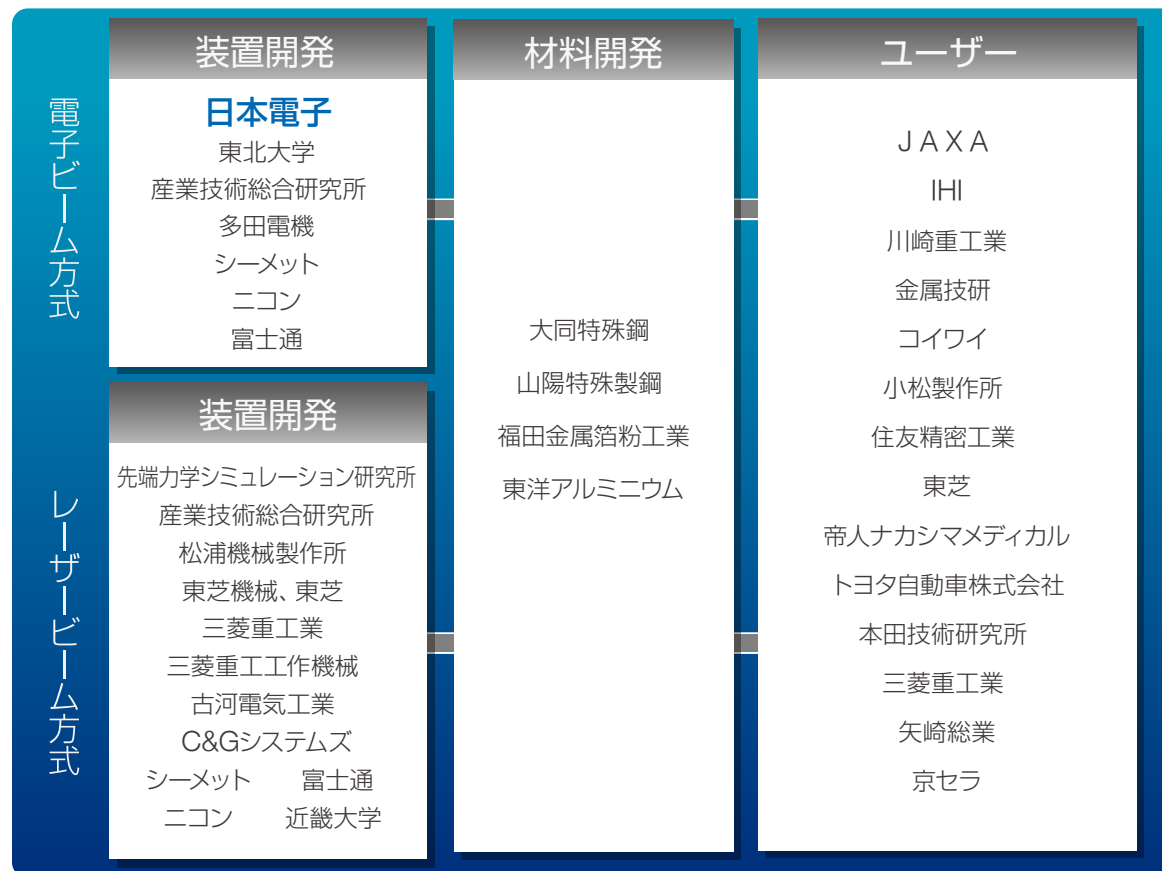 電子ビーム方式
装置開発
日本電子
東北大学
産業技術総合研究所
多田電機
シーメット
ニコン
富士通
レーザービーム方式
装置開発
先端力学シミュレーション研究所
産業技術総合研究所
松浦機械製作所
東芝機械、東芝
三菱重工業
三菱重工工作機械
古河電気工業
C&Gシステムズ
シーメット 富士通
ニコン 近畿大学
材料開発
大同特殊鋼
山陽特殊製鋼
福田金属箔粉工業
東洋アルミニウム
ユーザー
JAXA
IHI
川崎重工業
金属技研
コイワイ
小松製作所
住友精密工業
東芝
帝人ナカシマメディカル
トヨタ自動車株式会社
本田技術研究所
三菱重工業
矢崎総業
京セラ